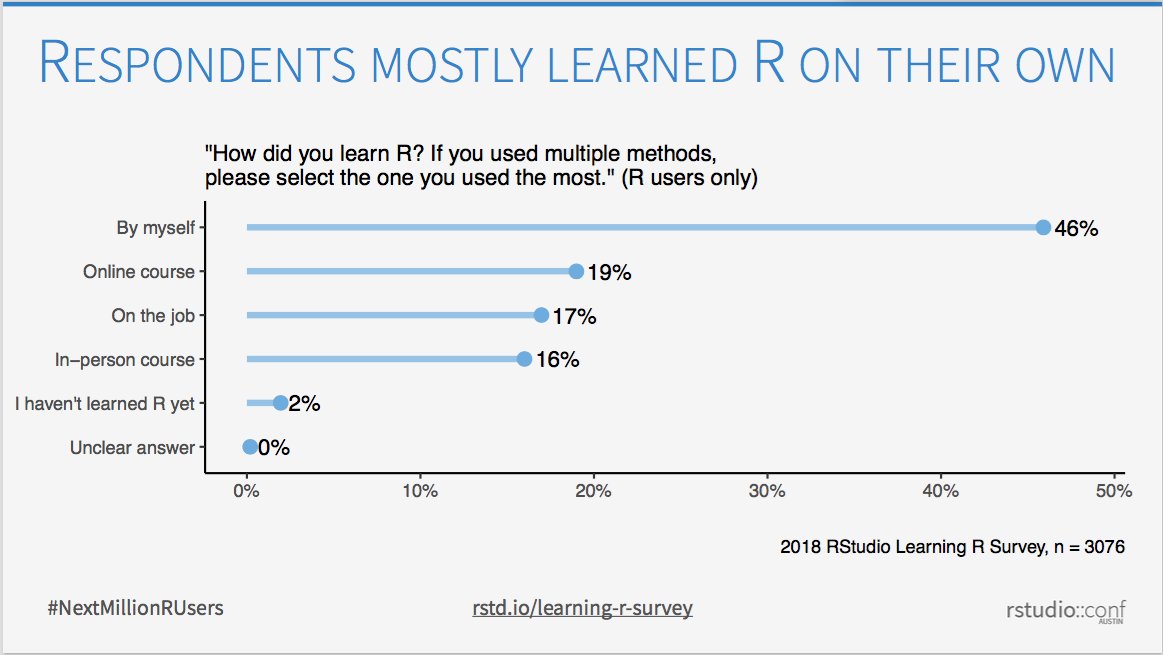 RESPONDENTS MOSTLY LEARNED R ON THEIR OWN
"How did you learn R? If you used multiple methods,
please select the one you used the most." (R users only)
By myself 46%
Online course 19%
On the job 17%
In−person course 16%
I haven't learned R yet 2%
Unclear answer 0%
0% 10% 20% 30% 40% 50%
2018 RStudio Learning R Survey, n = 3076
#NextMillionRUsers rstd.io/learning-r-survey rstudio::conf
AUSTIN